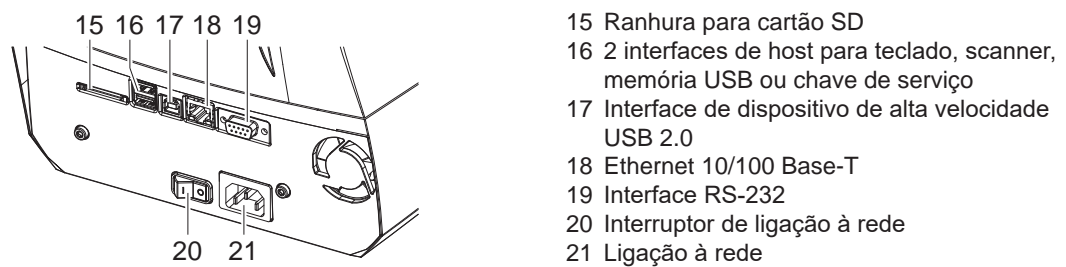 15 16 17 18 19
20 21
15 Ranhura para cartão SD
16 2 interfaces de host para teclado, scanner,
memória USB ou chave de serviço
17 Interface de dispositivo de alta velocidade
USB 2.0
18 Ethernet 10/100 Base-T
19 Interface RS-232
20 Interruptor de ligação à rede
21 Ligação à rede